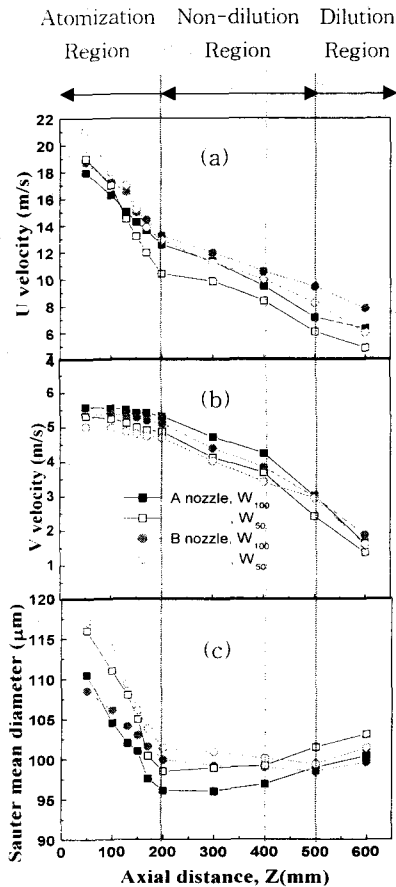 Atomization Non-dilution Dilution
Region Region Region
22
20
18
16
14
12
10
8
6
4
U velocity (m/s)
(a)
6
5
4
3
2
1
V velocity (m/s)
(b)
A nozzle, W100
, W50
B nozzle, W100
, W50
120
115
110
105
100
95
90
Sauter mean diameter (μm)
(c)
0 100 200 300 400 500 600
Axial distance, Z(mm)